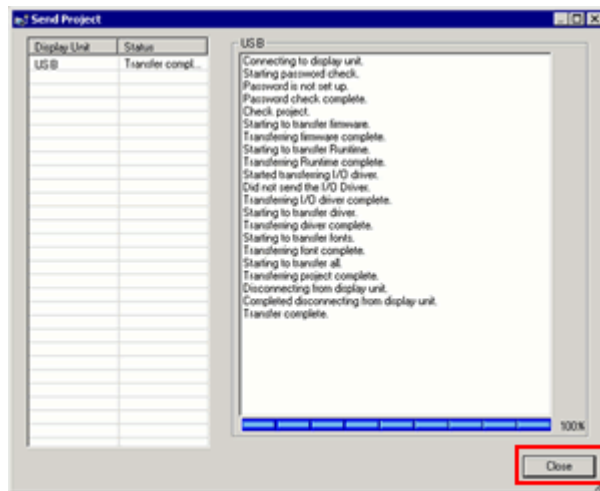 Send Project
Display Unit Status
USB Transfer compl...
USB
Connecting to display unit.
Starting password check.
Password is not set up.
Password check complete.
Check project.
Starting to transfer firmware.
Transferring firmware complete.
Starting to transfer Runtime.
Transferring Runtime complete.
Started transferring I/O driver.
Did not send the I/O Driver.
Transferring I/O driver complete.
Starting to transfer driver.
Transferring driver complete.
Starting to transfer fonts.
Transferring font complete.
Starting to transfer all.
Transferring project complete.
Disconnecting from display unit.
Completed disconnecting from display unit.
Transfer complete.
100%
Close